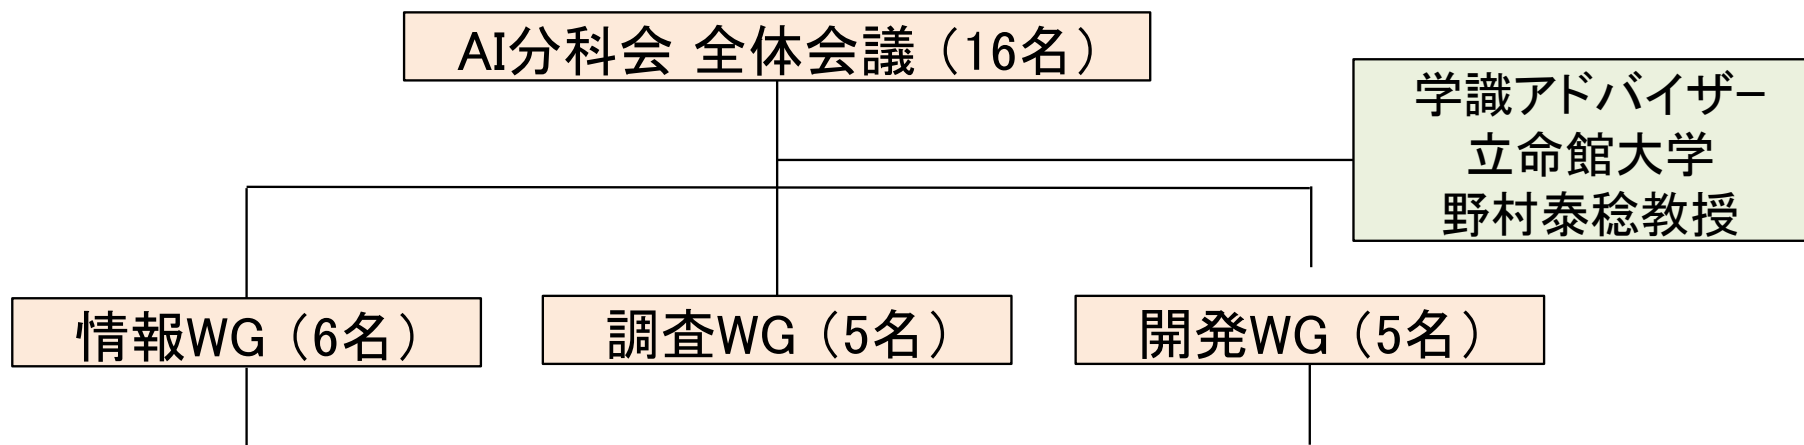 AI分科会 全体会議（16名）
学識アドバイザー
立命館大学
野村泰稔教授
情報WG（6名）
調査WG（5名）
開発WG（5名）